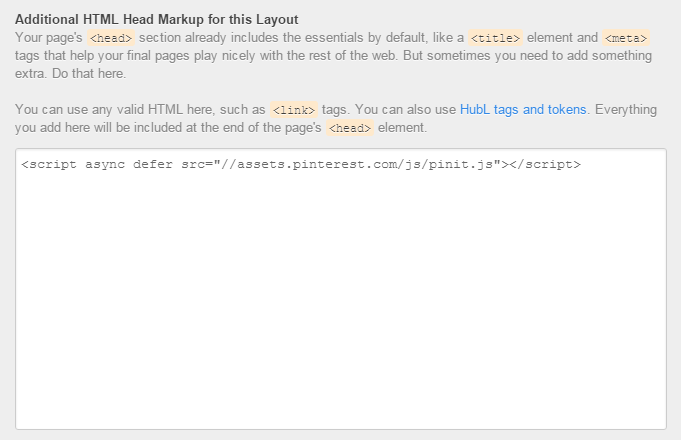 Additional HTML Head Markup for this Layout
Your page's <head> section already includes the essentials by default, like a <title> element and <meta>
tags that help your final pages play nicely with the rest of the web. But sometimes you need to add something
extra. Do that here.
You can use any valid HTML here, such as <link> tags. You can also use HubL tags and tokens. Everything
you add here will be included at the end of the page's <head> element.
<script async defer src="//assets.pinterest.com/js/pinit.js"></script>